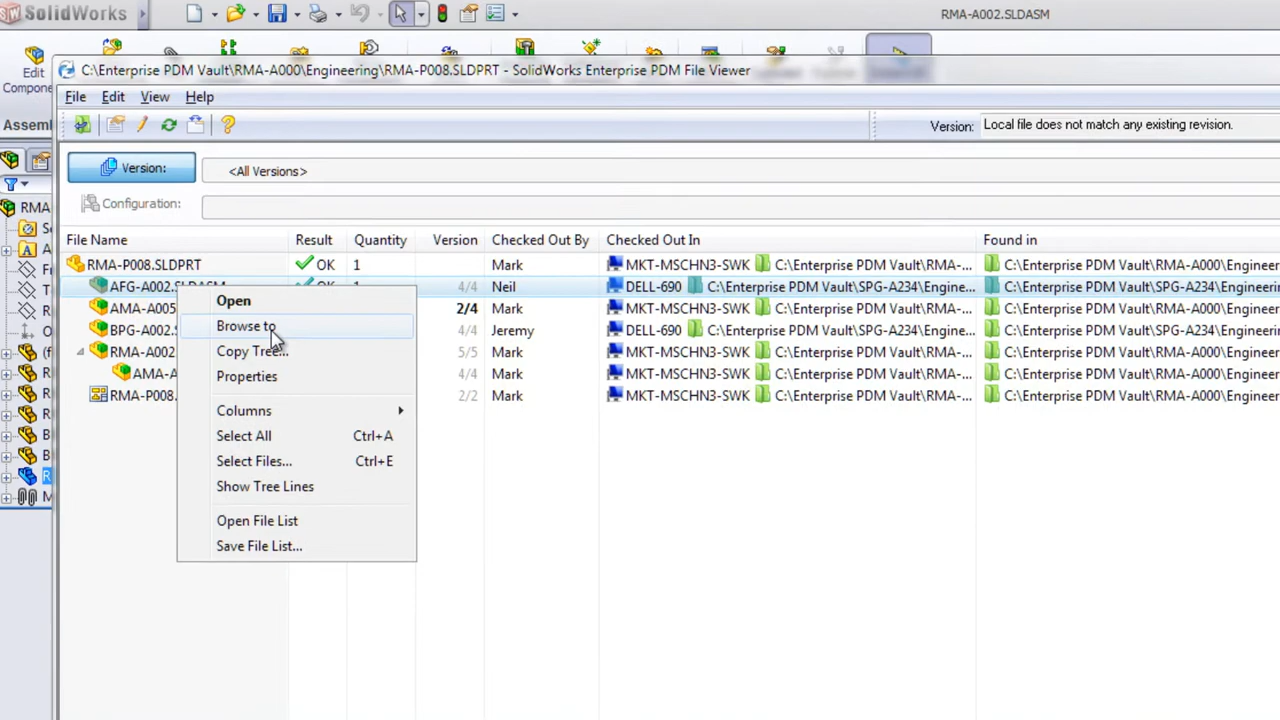 SolidWorks
RMA-A002.SLDASM
Edit
Compone
C:\Enterprise PDM Vault\RMA-A000\Engineering\RMA-P008.SLDPRT - SolidWorks Enterprise PDM File Viewer
File Edit View Help
Assem
Version: Local file does not match any existing revision.
Version: <All Versions>
Configuration:
RMA
File Name Result Quantity Version Checked Out By Checked Out In Found in
RMA-P008.SLDPRT OK 1 Mark MKT-MSCHN3-SWK C:\Enterprise PDM Vault\RMA-... C:\Enterprise PDM Vault\RMA-A000\Engineer
AFG-A002.SLDASM OK 1 4/4 Neil DELL-690 C:\Enterprise PDM Vault\SPG-A234\Engine... C:\Enterprise PDM Vault\SPG-A234\Engineeri
AMA-A005 2/4 Mark MKT-MSCHN3-SWK C:\Enterprise PDM Vault\RMA-... C:\Enterprise PDM Vault\RMA-A000\Engineer
BPG-A002.S 4/4 Jeremy DELL-690 C:\Enterprise PDM Vault\SPG-A234\Engine... C:\Enterprise PDM Vault\SPG-A234\Engineeri
RMA-A002 5/5 Mark MKT-MSCHN3-SWK C:\Enterprise PDM Vault\RMA-... C:\Enterprise PDM Vault\RMA-A000\Engineer
AMA-A 4/4 Mark MKT-MSCHN3-SWK C:\Enterprise PDM Vault\RMA-... C:\Enterprise PDM Vault\RMA-A000\Engineer
RMA-P008. 2/2 Mark MKT-MSCHN3-SWK C:\Enterprise PDM Vault\RMA-... C:\Enterprise PDM Vault\RMA-A000\Engineer
Open
Browse to
Copy Tree...
Properties
Columns
Select All Ctrl+A
Select Files... Ctrl+E
Show Tree Lines
Open File List
Save File List...